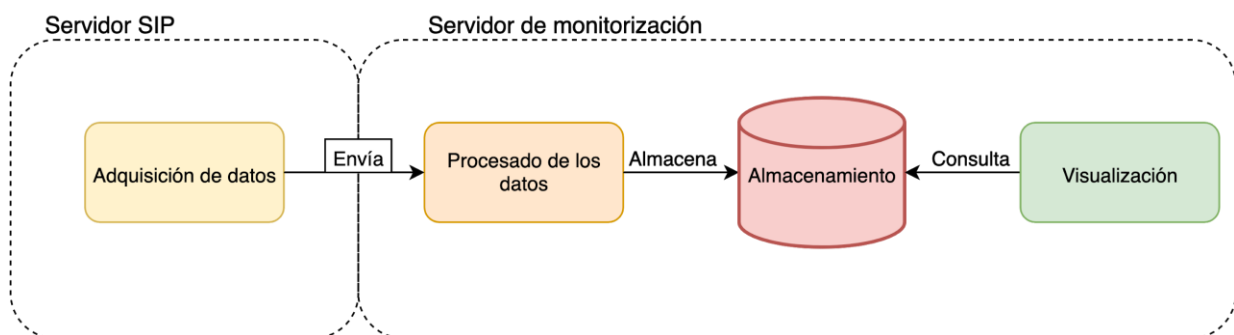 Servidor SIP
Servidor de monitorización
Adquisición de datos
Envía
Procesado de los
datos
Almacena
Almacenamiento
Consulta
Visualización